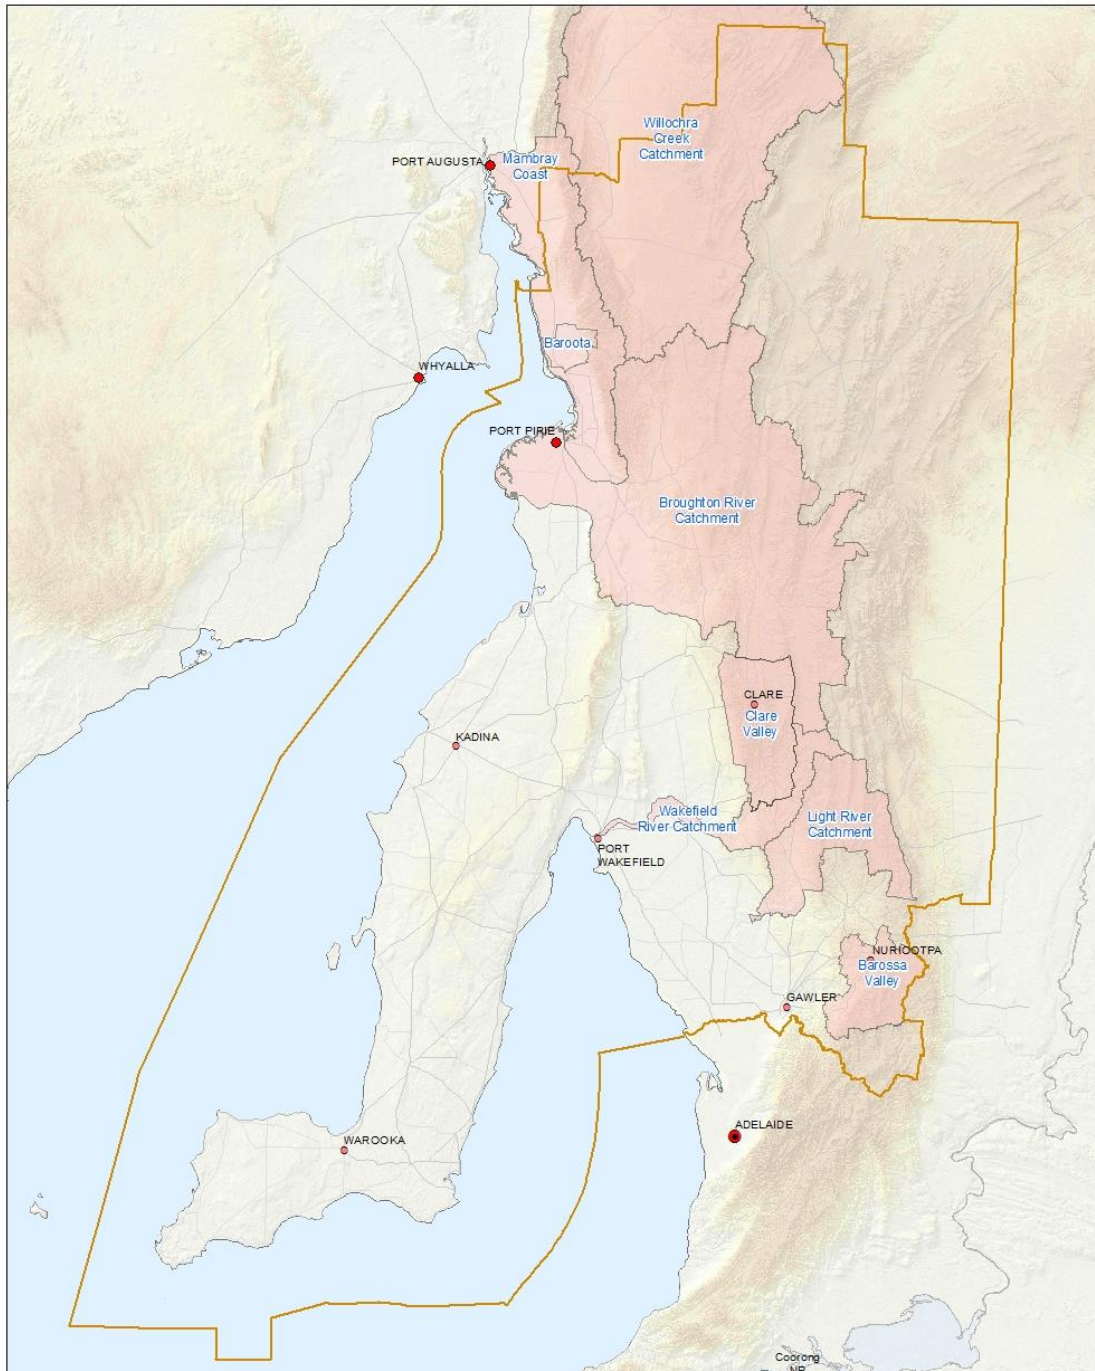 Willochra
Creek
Catchment
PORT AUGUSTA
Mambray
Coast
Baroota
WHYALLA
PORT PIRIE
Broughton River
Catchment
CLARE
Clare
Valley
KADINA
Wakefield
River Catchment
Light River
Catchment
PORT
WAKEFIELD
NURIOOTPA
Barossa
Valley
GAWLER
ADELAIDE
WAROOKA
Coorong
NP